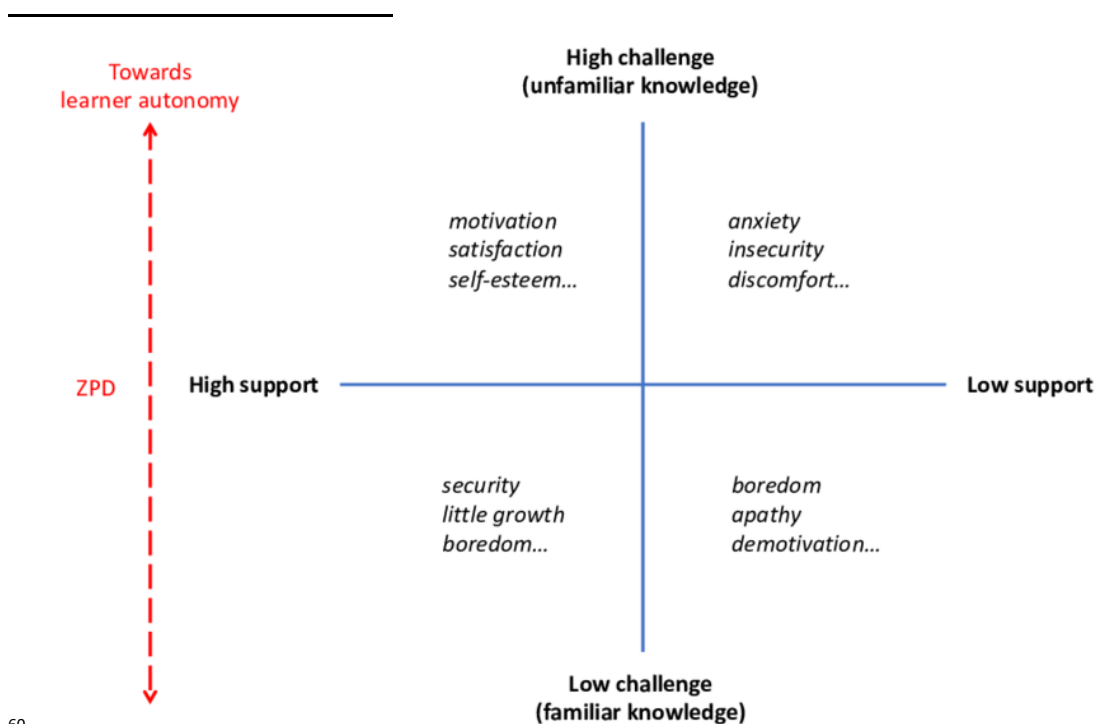 High challenge
(unfamiliar knowledge)
Towards
learner autonomy
motivation
satisfaction
self-esteem...
anxiety
insecurity
discomfort...
ZPD
High support
Low support
security
little growth
boredom...
boredom
apathy
demotivation...
Low challenge
(familiar knowledge)